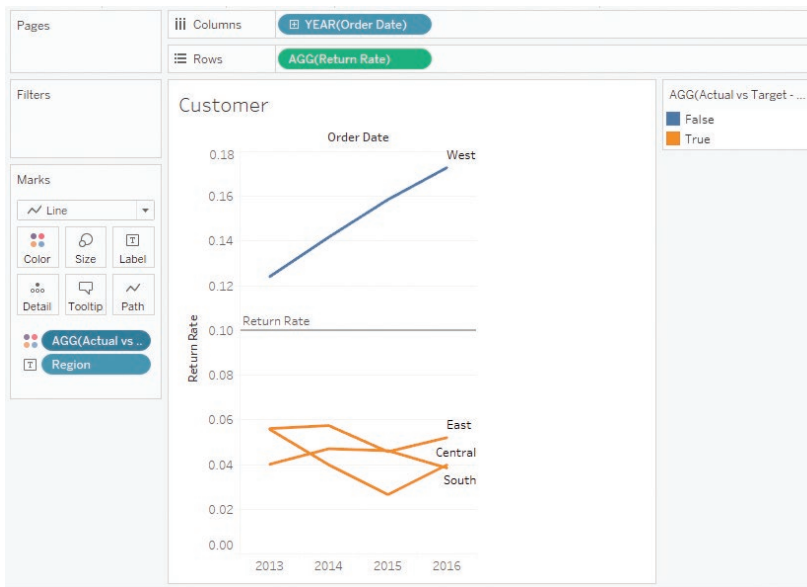 Pages
Columns
YEAR(Order Date)
Rows
AGG(Return Rate)
Filters
Marks
Line
Color
Size
Label
Detail
Tooltip
Path
AGG(Actual vs ..
Region
Customer
Order Date
0.18
0.16
0.14
0.12
0.10
0.08
0.06
0.04
0.02
0.00
Return Rate
West
Return Rate
East
Central
South
2013 2014 2015 2016
AGG(Actual vs Target - ...
False
True